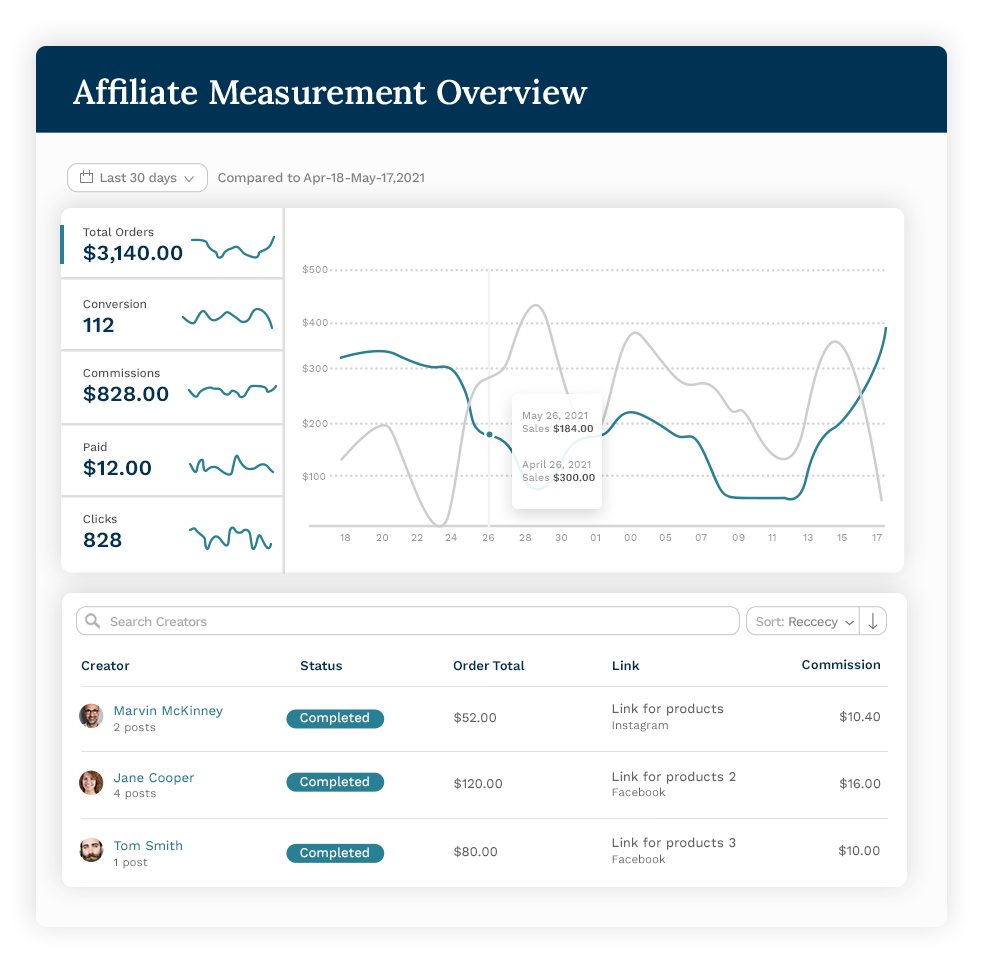 Affiliate Measurement Overview
Last 30 days
Compared to Apr-18-May-17,2021
Total Orders
$3,140.00
Conversion
112
Commissions
$828.00
Paid
$12.00
Clicks
828
$500
$400
$300
$200
$100
May 26, 2021
Sales $184.00
April 26, 2021
Sales $300.00
18 20 22 24 26 28 30 01 00 05 07 09 11 13 15 17
Search Creators
Sort: Reccecy
Creator Status Order Total Link Commission
Marvin McKinney
2 posts
Completed
$52.00
Link for products
Instagram
$10.40
Jane Cooper
4 posts
Completed
$120.00
Link for products 2
Facebook
$16.00
Tom Smith
1 post
Completed
$80.00
Link for products 3
Facebook
$10.00